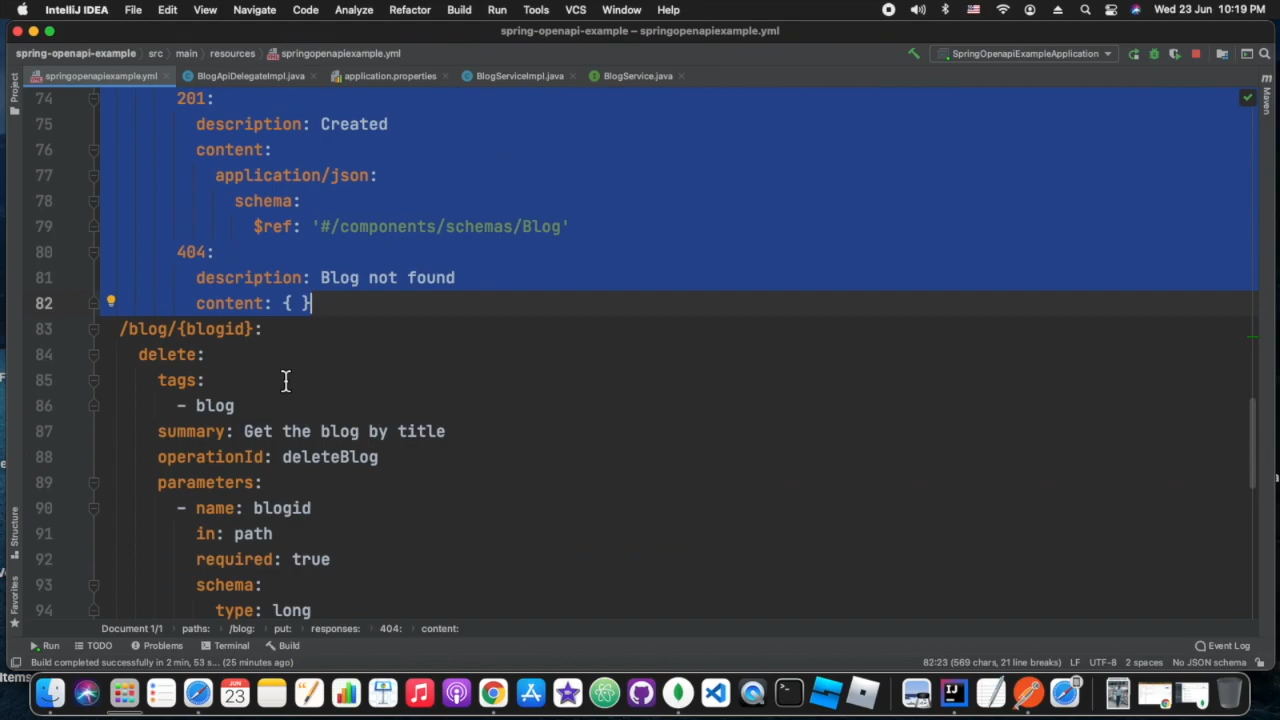 IntelliJ IDEA File Edit View Navigate Code Analyze Refactor Build Run Tools VCS Window Help Wed 23 Jun 10:19 PM
spring-openapi-example – springopenapiexample.yml
spring-openapi-example src main resources springopenapiexample.yml SpringOpenapiExampleApplication
springopenapiexample.yml BlogApiDelegateImpl.java application.properties BlogServiceImpl.java BlogService.java
Project
Maven
74 201:
75 description: Created
76 content:
77 application/json:
78 schema:
79 $ref: '#/components/schemas/Blog'
80 404:
81 description: Blog not found
82 content: { }
83 /blog/{blogid}:
84 delete:
85 tags:
86 - blog
87 summary: Get the blog by title
88 operationId: deleteBlog
89 parameters:
90 - name: blogid
91 in: path
92 required: true
93 schema:
94 type: long
Structure
Favorites
Document 1/1 paths: /blog: put: responses: 404: content:
Run TODO Problems Terminal Build Event Log
Build completed successfully in 2 min, 53 s... (25 minutes ago) 82:23 (569 chars, 21 line breaks) LF UTF-8 2 spaces No JSON schema
Items
JUN
23